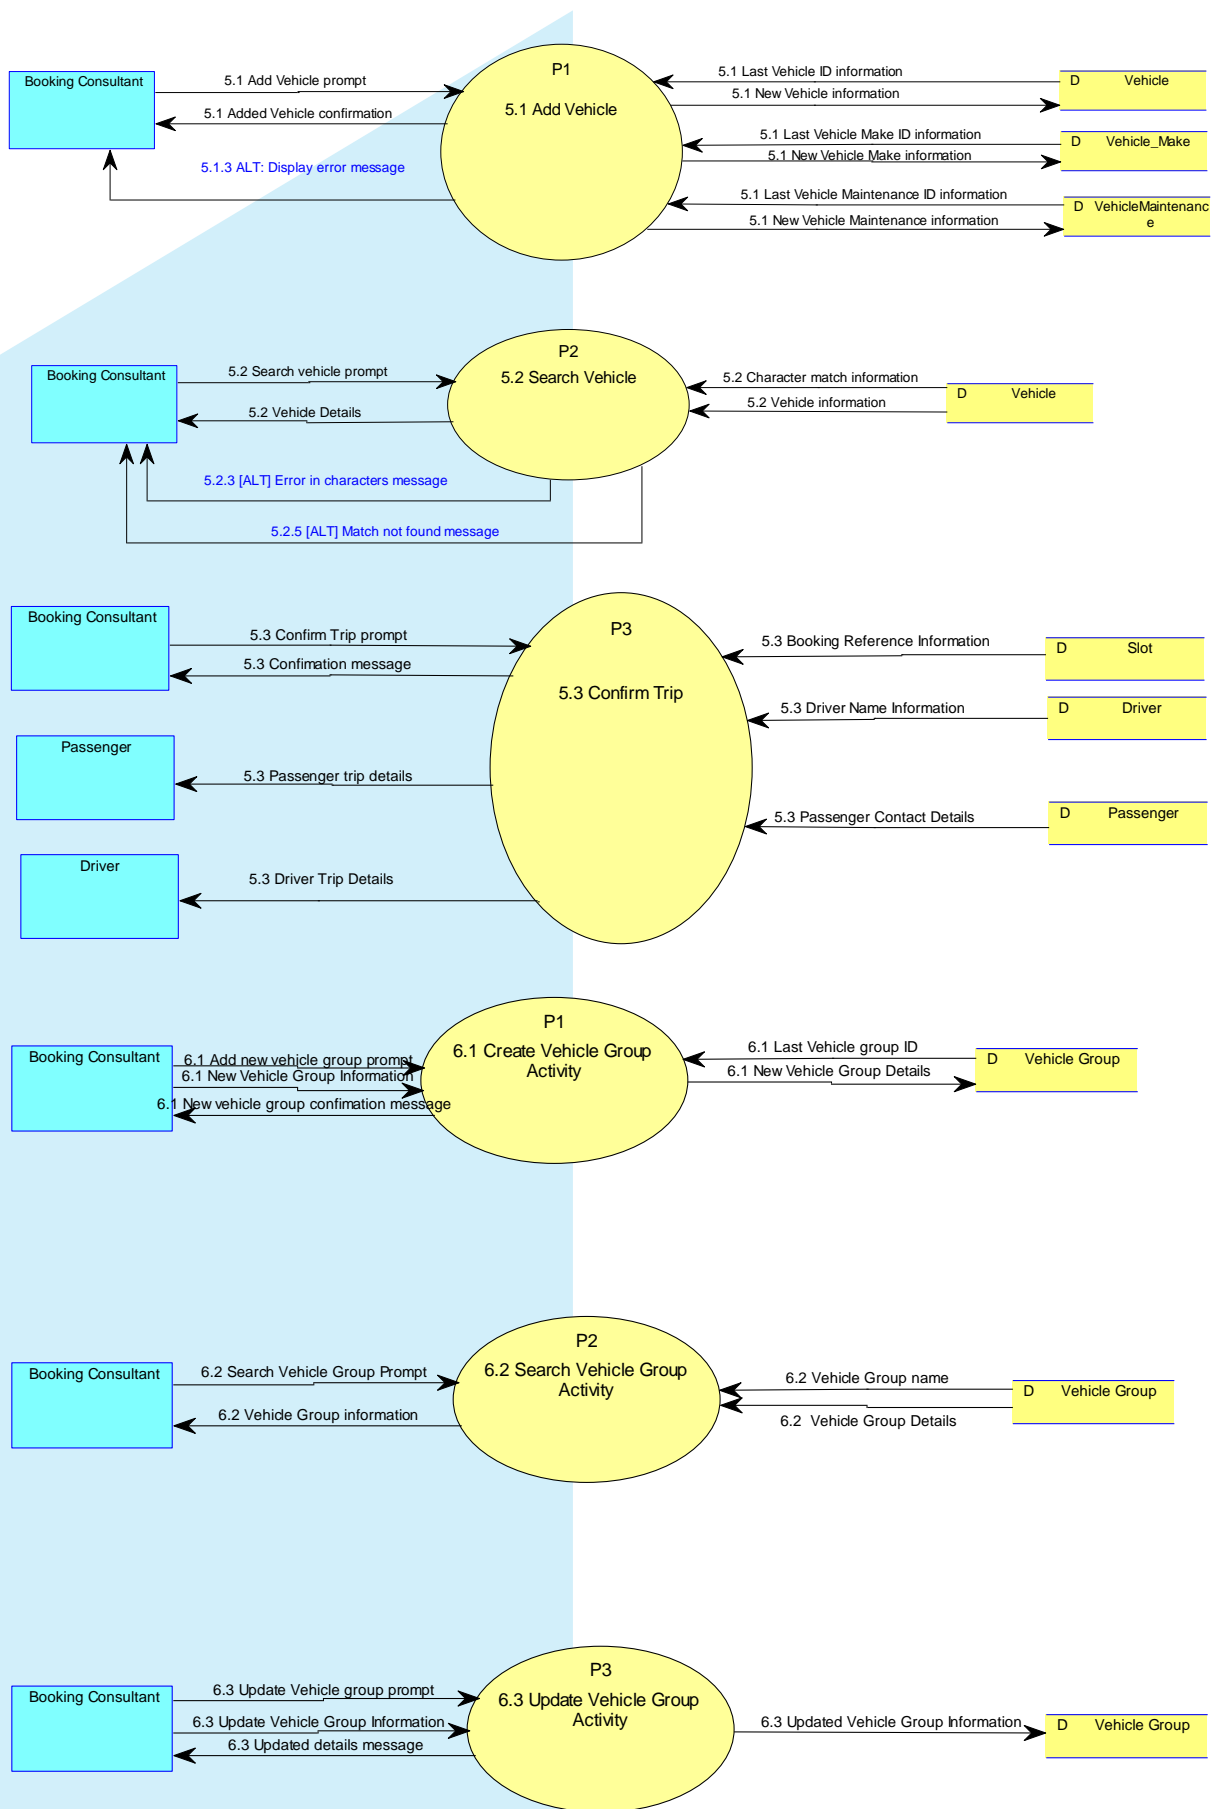 P1
5.1 Add Vehicle
Booking Consultant
5.1 Add Vehicle prompt
5.1 Added Vehicle confirmation
5.1.3 ALT: Display error message
5.1 Last Vehicle ID information
5.1 New Vehicle information
D Vehicle
5.1 Last Vehicle Make ID information
5.1 New Vehicle Make information
D Vehicle_Make
5.1 Last Vehicle Maintenance ID information
5.1 New Vehicle Maintenance information
D VehicleMaintenanc
e
P2
5.2 Search Vehicle
Booking Consultant
5.2 Search vehicle prompt
5.2 Vehicle Details
5.2.3 [ALT] Error in characters message
5.2.5 [ALT] Match not found message
5.2 Character match information
5.2 Vehicle information
D Vehicle
P3
5.3 Confirm Trip
Booking Consultant
5.3 Confirm Trip prompt
5.3 Confimation message
Passenger
5.3 Passenger trip details
Driver
5.3 Driver Trip Details
5.3 Booking Reference Information
D Slot
5.3 Driver Name Information
D Driver
5.3 Passenger Contact Details
D Passenger
P1
6.1 Create Vehicle Group
Activity
Booking Consultant
6.1 Add new vehicle group prompt
6.1 New Vehicle Group Information
6.1 New vehicle group confimation message
6.1 Last Vehicle group ID
6.1 New Vehicle Group Details
D Vehicle Group
P2
6.2 Search Vehicle Group
Activity
Booking Consultant
6.2 Search Vehicle Group Prompt
6.2 Vehicle Group information
6.2 Vehicle Group name
6.2 Vehicle Group Details
D Vehicle Group
P3
6.3 Update Vehicle Group
Activity
Booking Consultant
6.3 Update Vehicle group prompt
6.3 Update Vehicle Group Information
6.3 Updated details message
6.3 Updated Vehicle Group Information
D Vehicle Group